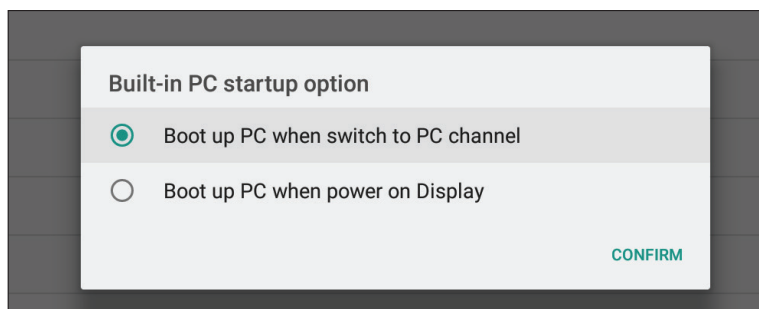 Built-in PC startup option
Boot up PC when switch to PC channel
Boot up PC when power on Display
CONFIRM